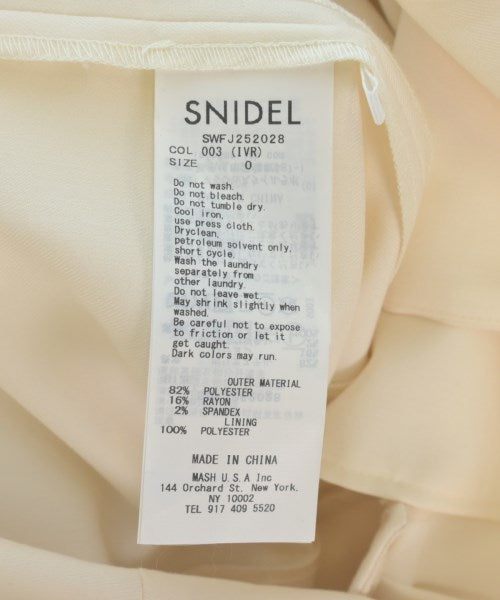 SNIDEL
SWFJ252028
COL 003 (IVR)
SIZE 0
Do not wash.
Do not bleach.
Do not tumble dry.
Cool iron,
use press cloth.
Dryclean,
petroleum solvent only,
short cycle.
Wash the laundry
separately from
other laundry.
Do not leave wet.
May shrink slightly when
washed.
Be careful not to expose
to friction or let it
get caught.
Dark colors may run.
OUTER MATERIAL
82% POLYESTER
16% RAYON
2% SPANDEX
LINING
100% POLYESTER
MADE IN CHINA
MASH U.S.A Inc
144 Orchard St. New York.
NY 10002
TEL 917 409 5520